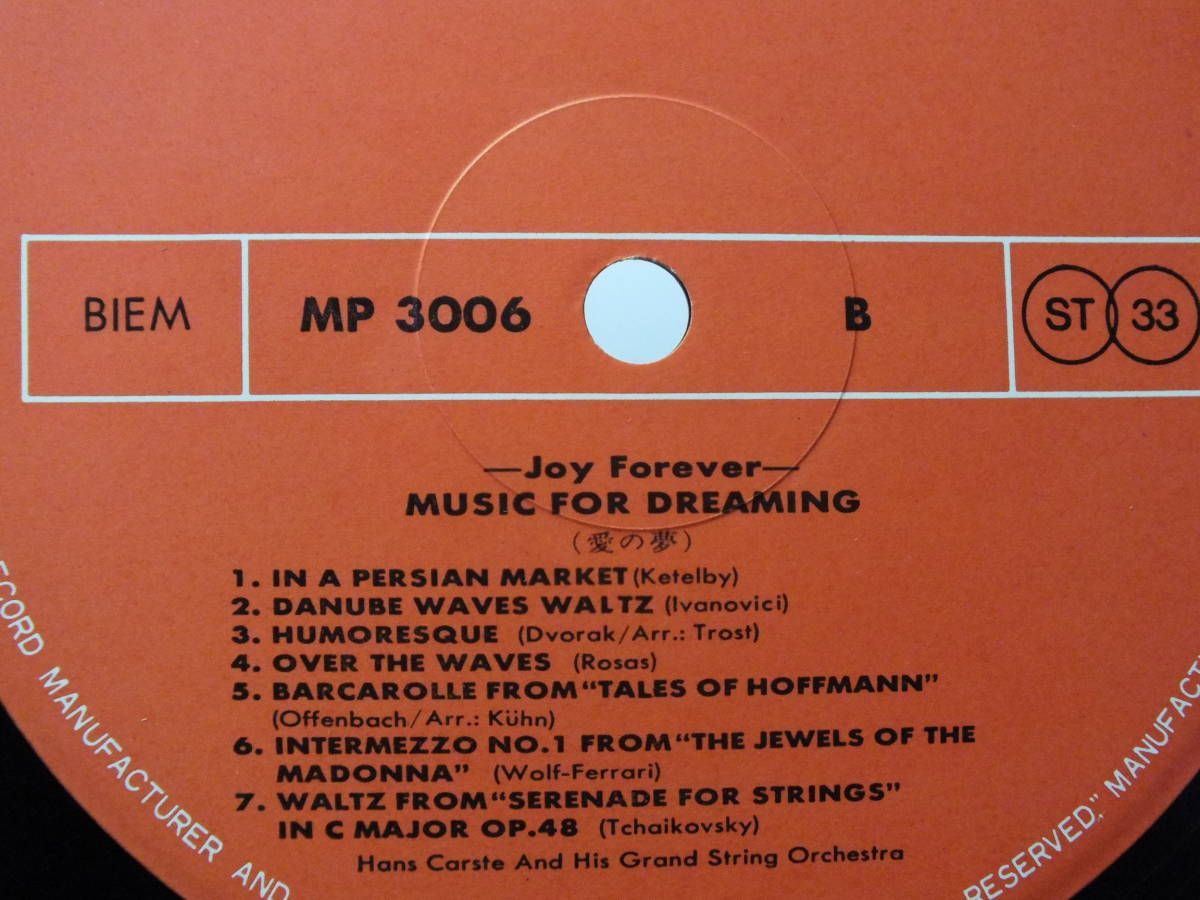 BIEM MP 3006 B ST 33
—Joy Forever—
MUSIC FOR DREAMING
(愛の夢)
1. IN A PERSIAN MARKET (Ketelby)
2. DANUBE WAVES WALTZ (Ivanovici)
3. HUMORESQUE (Dvorak/Arr.: Trost)
4. OVER THE WAVES (Rosas)
5. BARCAROLLE FROM “TALES OF HOFFMANN”
(Offenbach/Arr.: Kühn)
6. INTERMEZZO NO.1 FROM “THE JEWELS OF THE
MADONNA” (Wolf-Ferrari)
7. WALTZ FROM “SERENADE FOR STRINGS”
IN C MAJOR OP.48 (Tchaikovsky)
Hans Carste And His Grand String Orchestra
ECORD MANUFACTURER AND
RESERVED,” MANUFACT